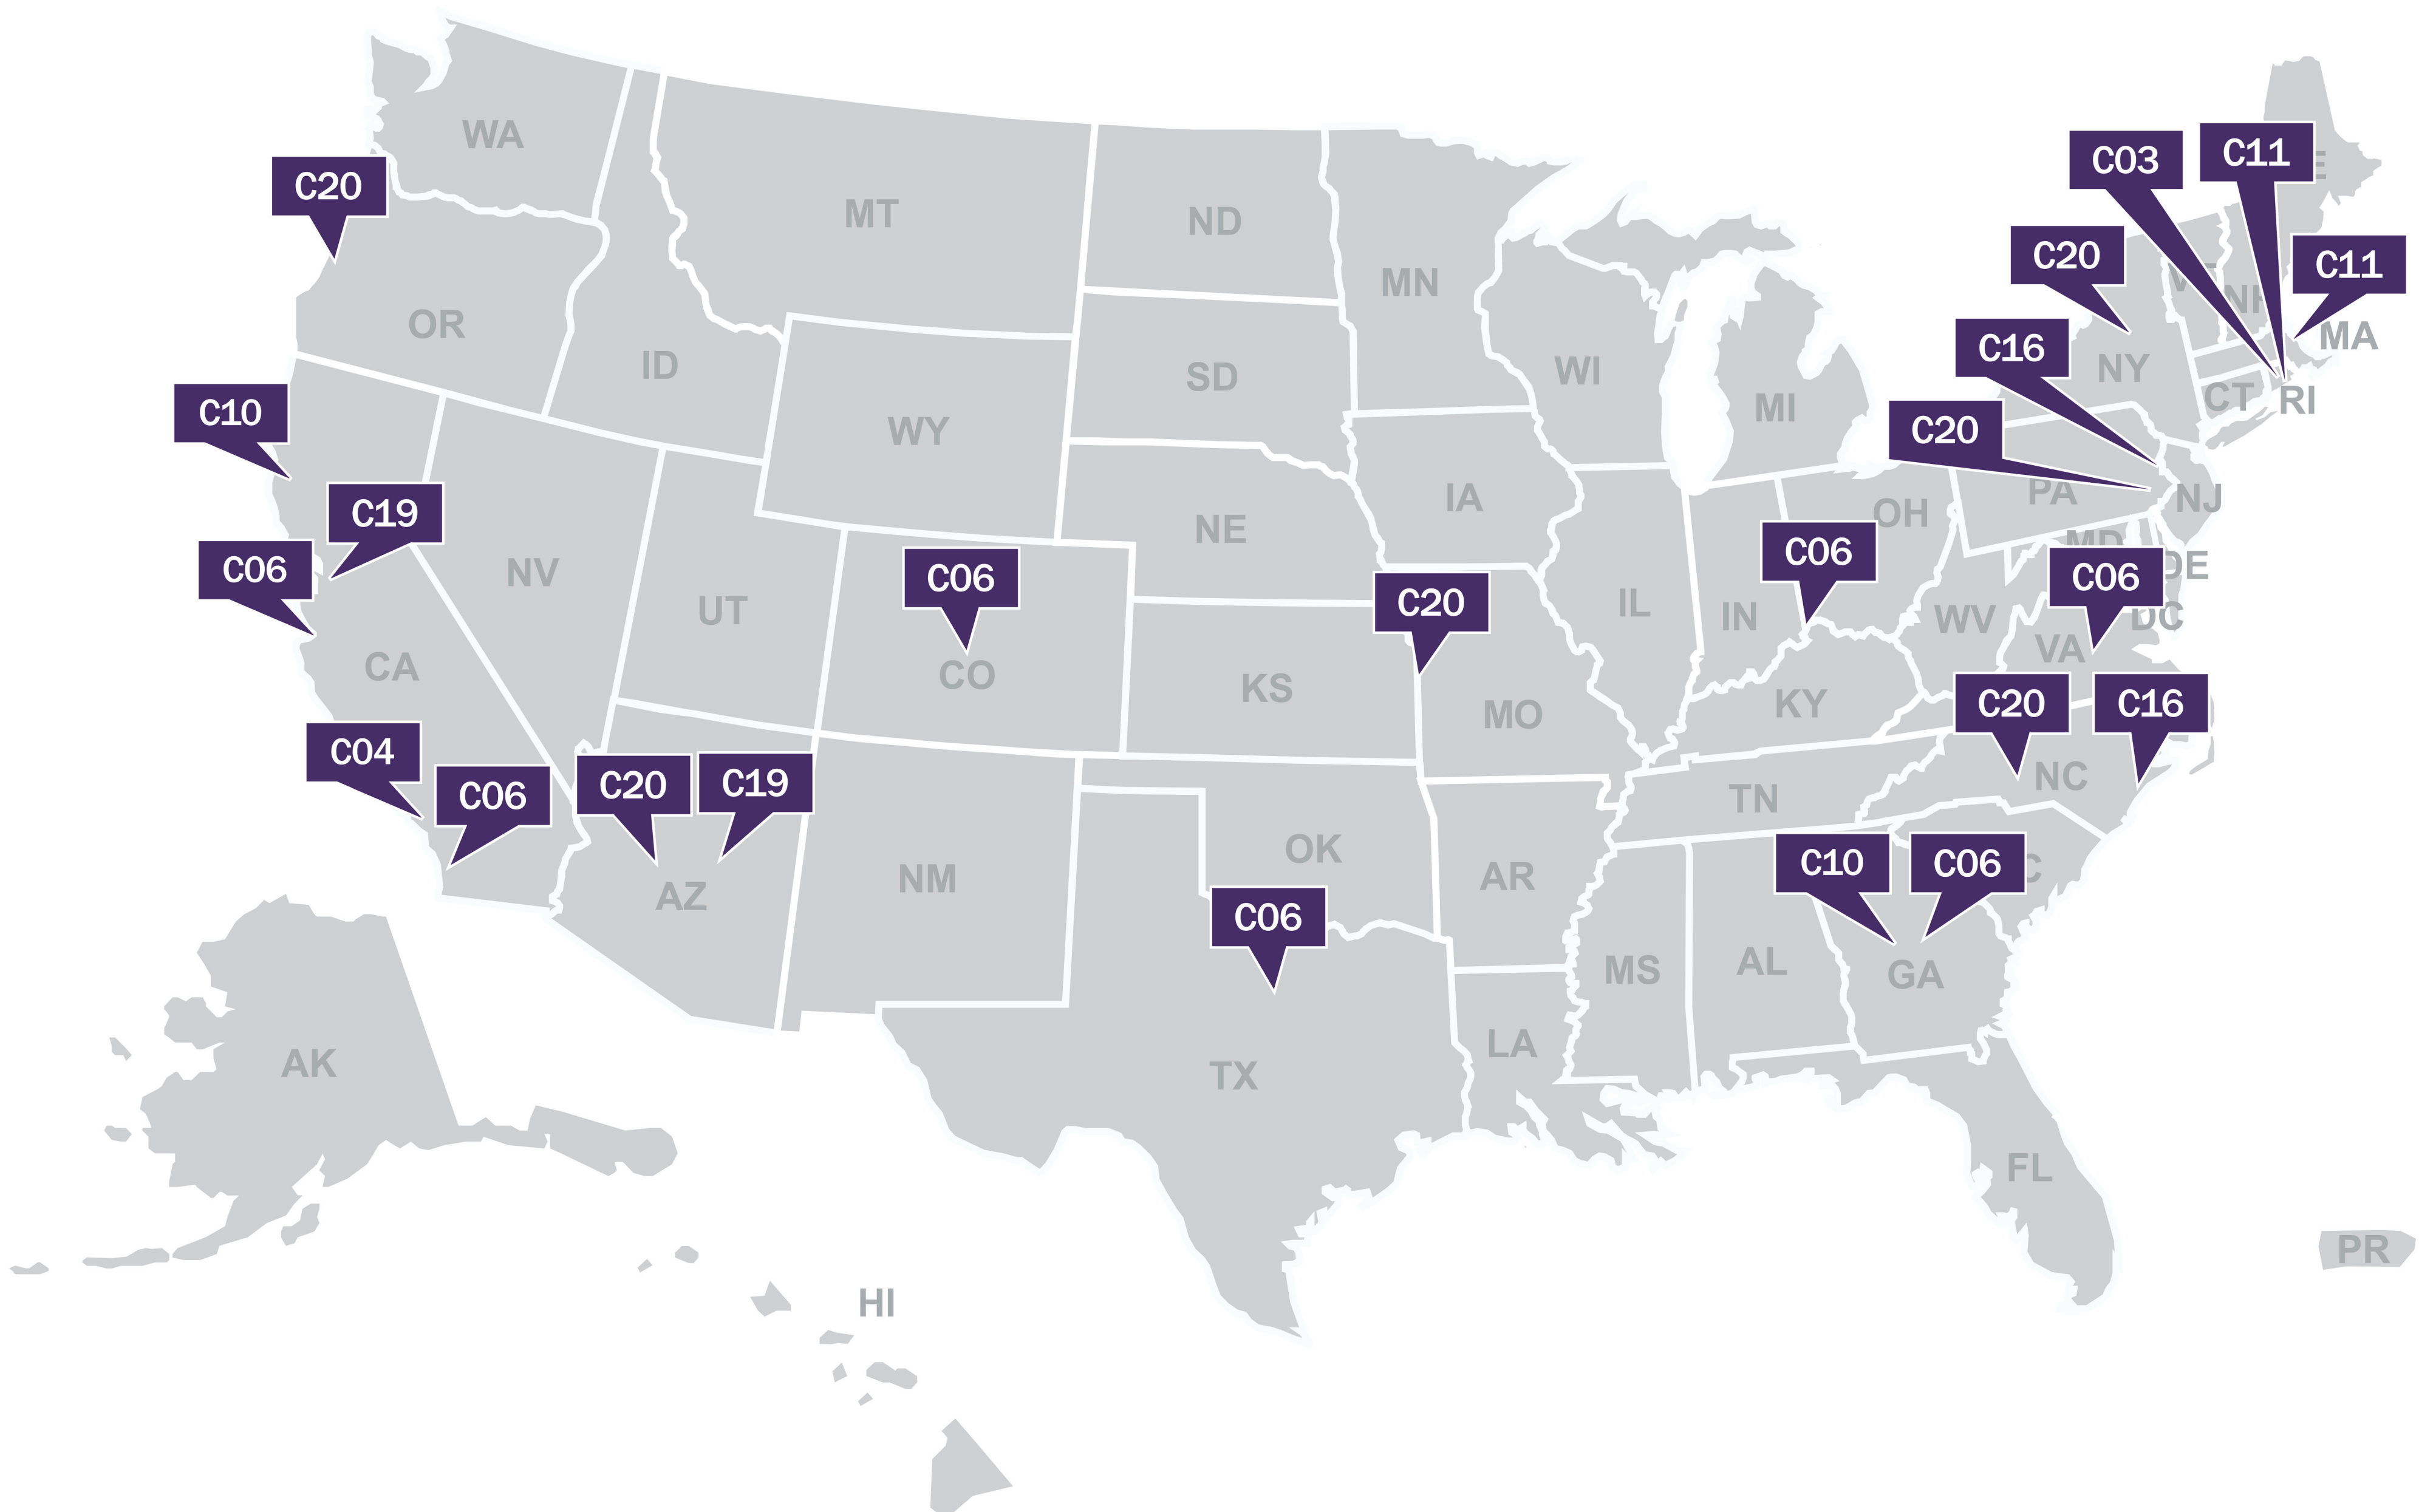 C03
C11
WA
C20
MT
ND
C20
C11
MN
NH
OR
C16
MA
ID
SD
WI
NY
WY
MI
CT
RI
C10
C20
IA
PA
NJ
C19
OH
NE
MD
C06
NV
C06
C06
C06
DE
UT
C20
IL
IN
WV
DC
VA
CA
CO
KS
MO
KY
C20
C16
C04
C06
C20
C19
NC
TN
OK
C10
C06
C
AZ
NM
AR
C06
MS
AL
GA
AK
TX
LA
FL
HI
PR